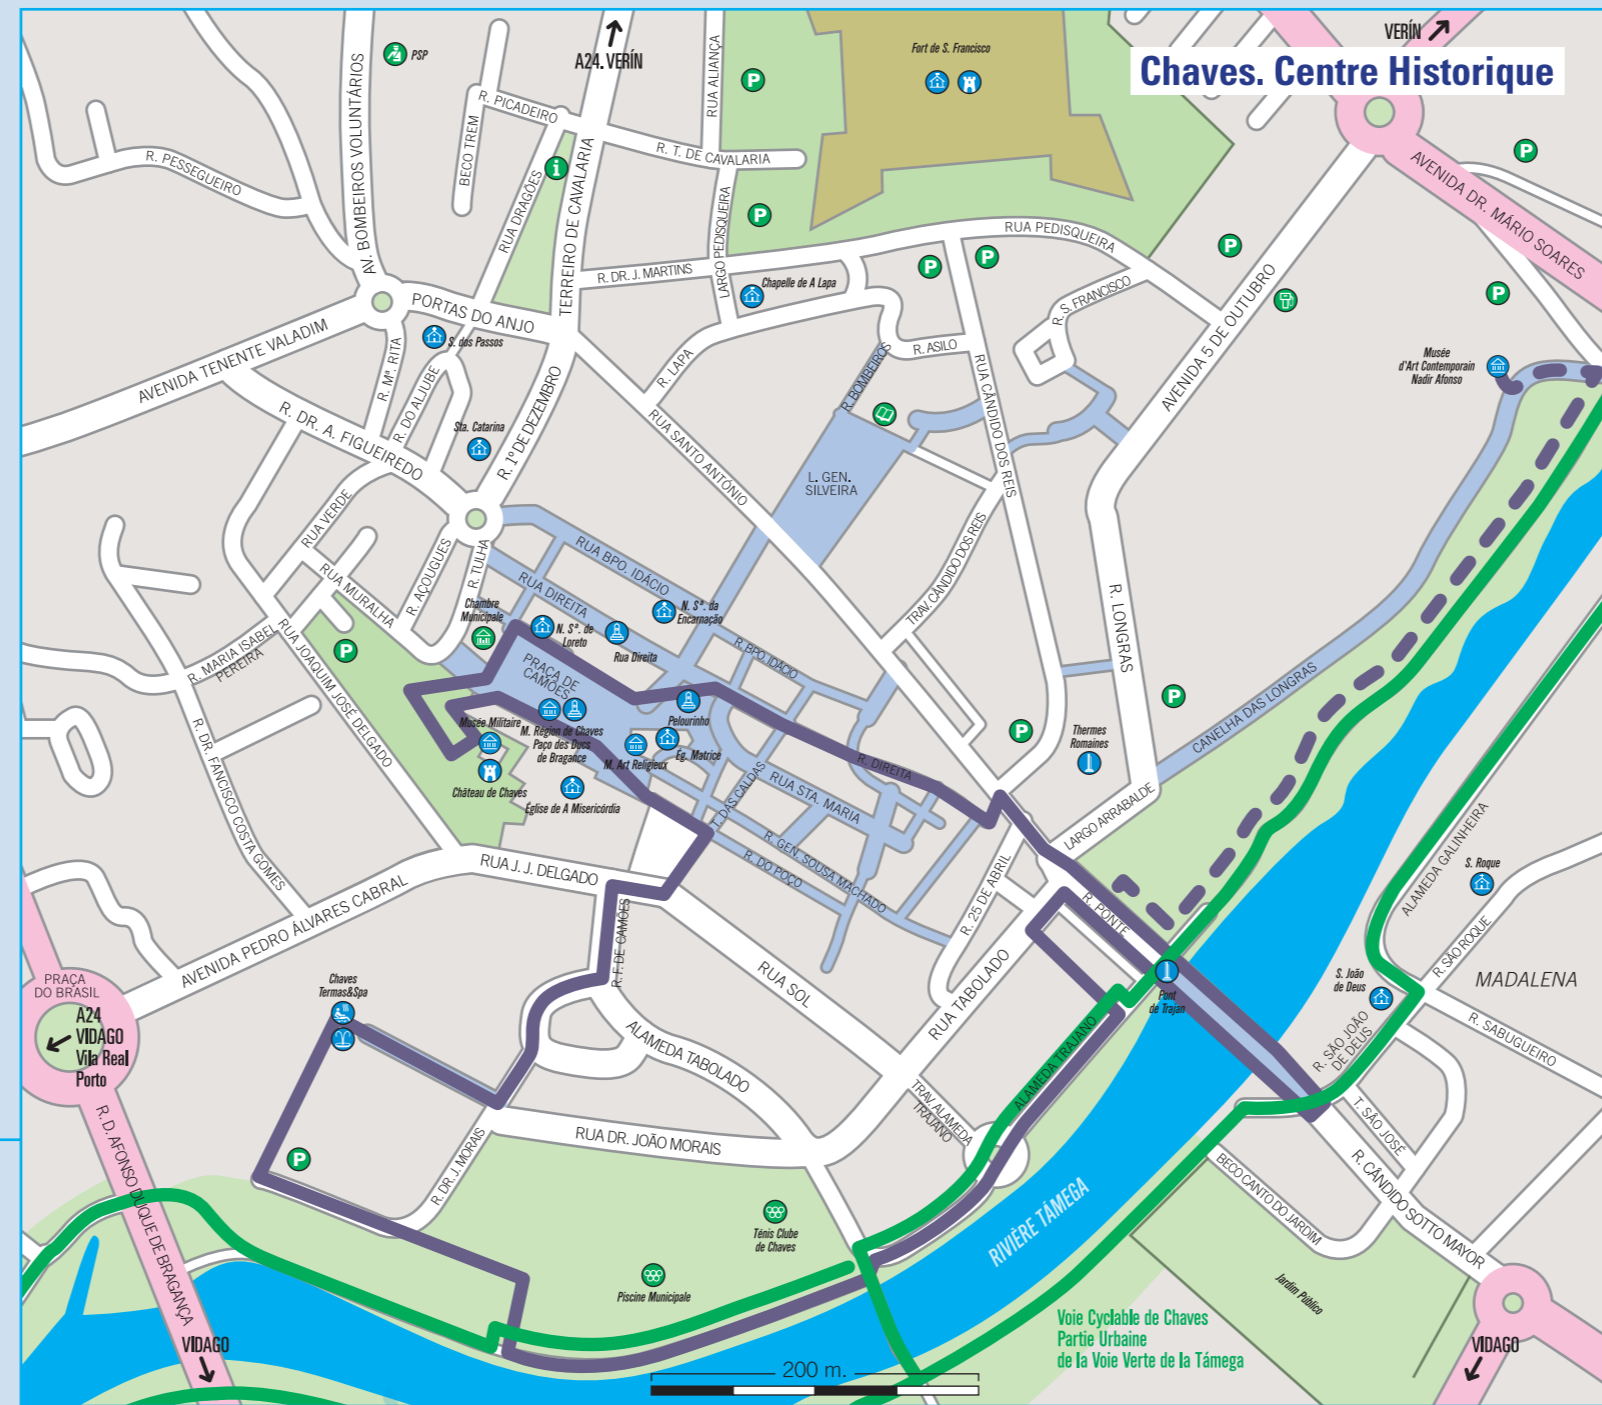 VERÍN
Chaves. Centre Historique
A24. VERÍN
PSP
Fort de S. Francisco
P
P
AV. BOMBEIROS VOLUNTÁRIOS
R. PICADEIRO
RUA ALIANÇA
R. PESSEGUEIRO
BECO TREM
R. T. DE CAVALARIA
AVENIDA DR. MÁRIO SOARES
i
RUA DRAGÕES
TERREIRO DE CAVALARIA
LARGO PEDISQUEIRA
P
RUA PEDISQUEIRA
P
P
P
R. DR. J. MARTINS
Chapelle de A Lapa
P
PORTAS DO ANJO
R. S. FRANCISCO
AVENIDA 5 DE OUTUBRO
AVENIDA TENENTE VALADIM
S. dos Passos
R. Mª. RITA
R. DO ALJUBE
R. LAPA
R. BOMBEIROS
R. ASILO
RUA CÂNDIDO DOS REIS
Musée
d'Art Contemporain
Nadir Afonso
R. DR. A. FIGUEIREDO
Sta. Catarina
R. 1º DE DEZEMBRO
RUA SANTO ANTÓNIO
L. GEN.
SILVEIRA
RUA VERDE
R. AÇOUGUES
R. TULHA
RUA BPO. IDÁCIO
TRAV. CÂNDIDO DOS REIS
RUA MURALHA
RUA DIREITA
R. LONGRAS
Chambre
Municipale
N. Sª. de
Loreto
N. Sª. da
Encarnação
Rua Direita
R. BPO. IDÁCIO
P
R. MARIA ISABEL
PEREIRA
RUA JOAQUIM JOSÉ DELGADO
PRAÇA DE
CAMÕES
P
CANELHA DAS LONGRAS
Pelourinho
Musée Militaire
M. Région de Chaves
Paço des Ducs
de Bragance
M. Art Religieux
Ég. Matrice
P
Thermes
Romaines
R. DIREITA
R. DR. FANCISCO COSTA GOMES
Château de Chaves
Église de A Misericórdia
T. DAS CALDAS
RUA STA. MARIA
LARGO ARRABALDE
ALAMEDA GALINHEIRA
R. GEN. SOUSA MACHADO
R. DO POÇO
RUA J. J. DELGADO
R. 25 DE ABRIL
S. Roque
AVENIDA PEDRO ÁLVARES CABRAL
R. PONTE
R. F. DE CAMÕES
R. SÃO ROQUE
PRAÇA
DO BRASIL
A24
VIDAGO
Vila Real
Porto
Chaves
Termas&Spa
RUA SOL
RUA TABOLADO
Pont
de Trajan
S. João
de Deus
MADALENA
R. SÃO JOÃO
DE DEUS
R. SABUGUEIRO
ALAMEDA TABOLADO
ALAMEDA TRAJANO
TRAV. ALAMEDA
TRAJANO
T. SÃO JOSÉ
R. D. AFONSO DUQUE DE BRAGANÇA
P
R. DR. J. MORAIS
RUA DR. JOÃO MORAIS
BECO CANTO DO JARDIM
R. CÂNDIDO SOTTO MAYOR
RIVIÈRE TÁMEGA
Ténis Clube
de Chaves
Piscine Municipale
Jardim Público
VIDAGO
Voie Cyclable de Chaves
Partie Urbaine
de la Voie Verte de la Támega
VIDAGO
200 m.